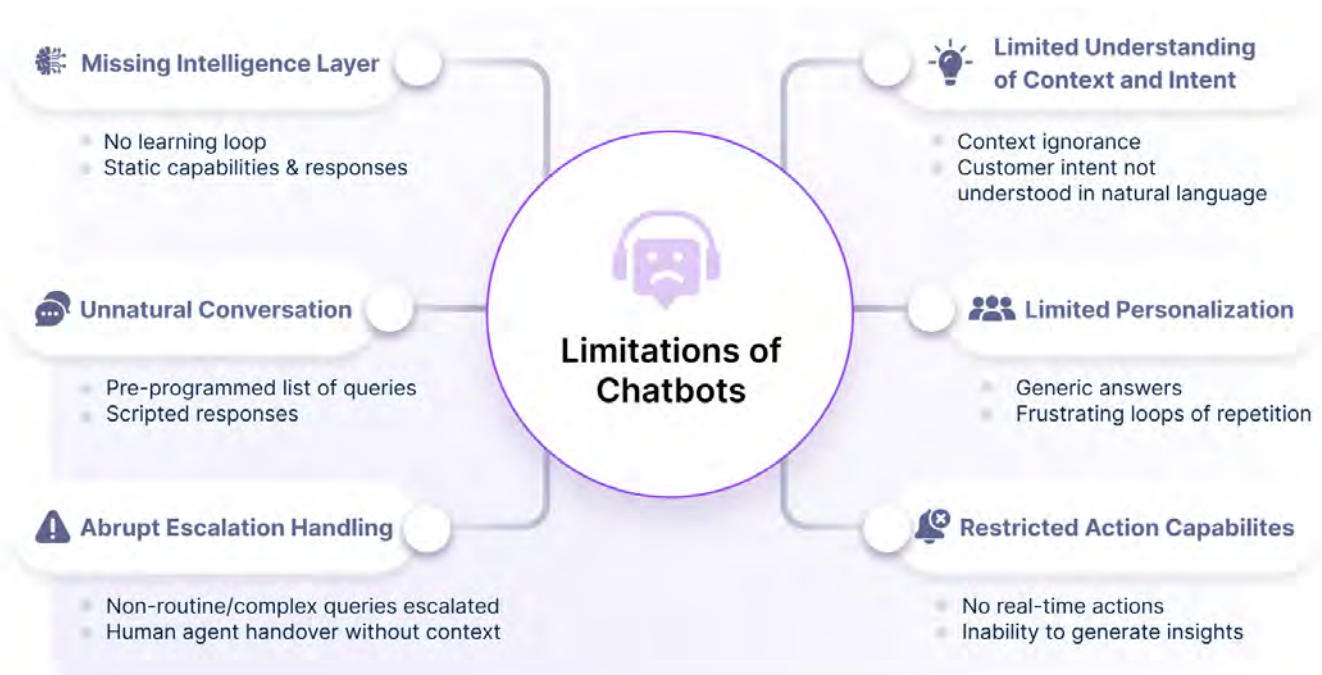 Missing Intelligence Layer
No learning loop
Static capabilities & responses
Unnatural Conversation
Pre-programmed list of queries
Scripted responses
Abrupt Escalation Handling
Non-routine/complex queries escalated
Human agent handover without context
Limitations of
Chatbots
Limited Understanding
of Context and Intent
Context ignorance
Customer intent not
understood in natural language
Limited Personalization
Generic answers
Frustrating loops of repetition
Restricted Action Capabilites
No real-time actions
Inability to generate insights